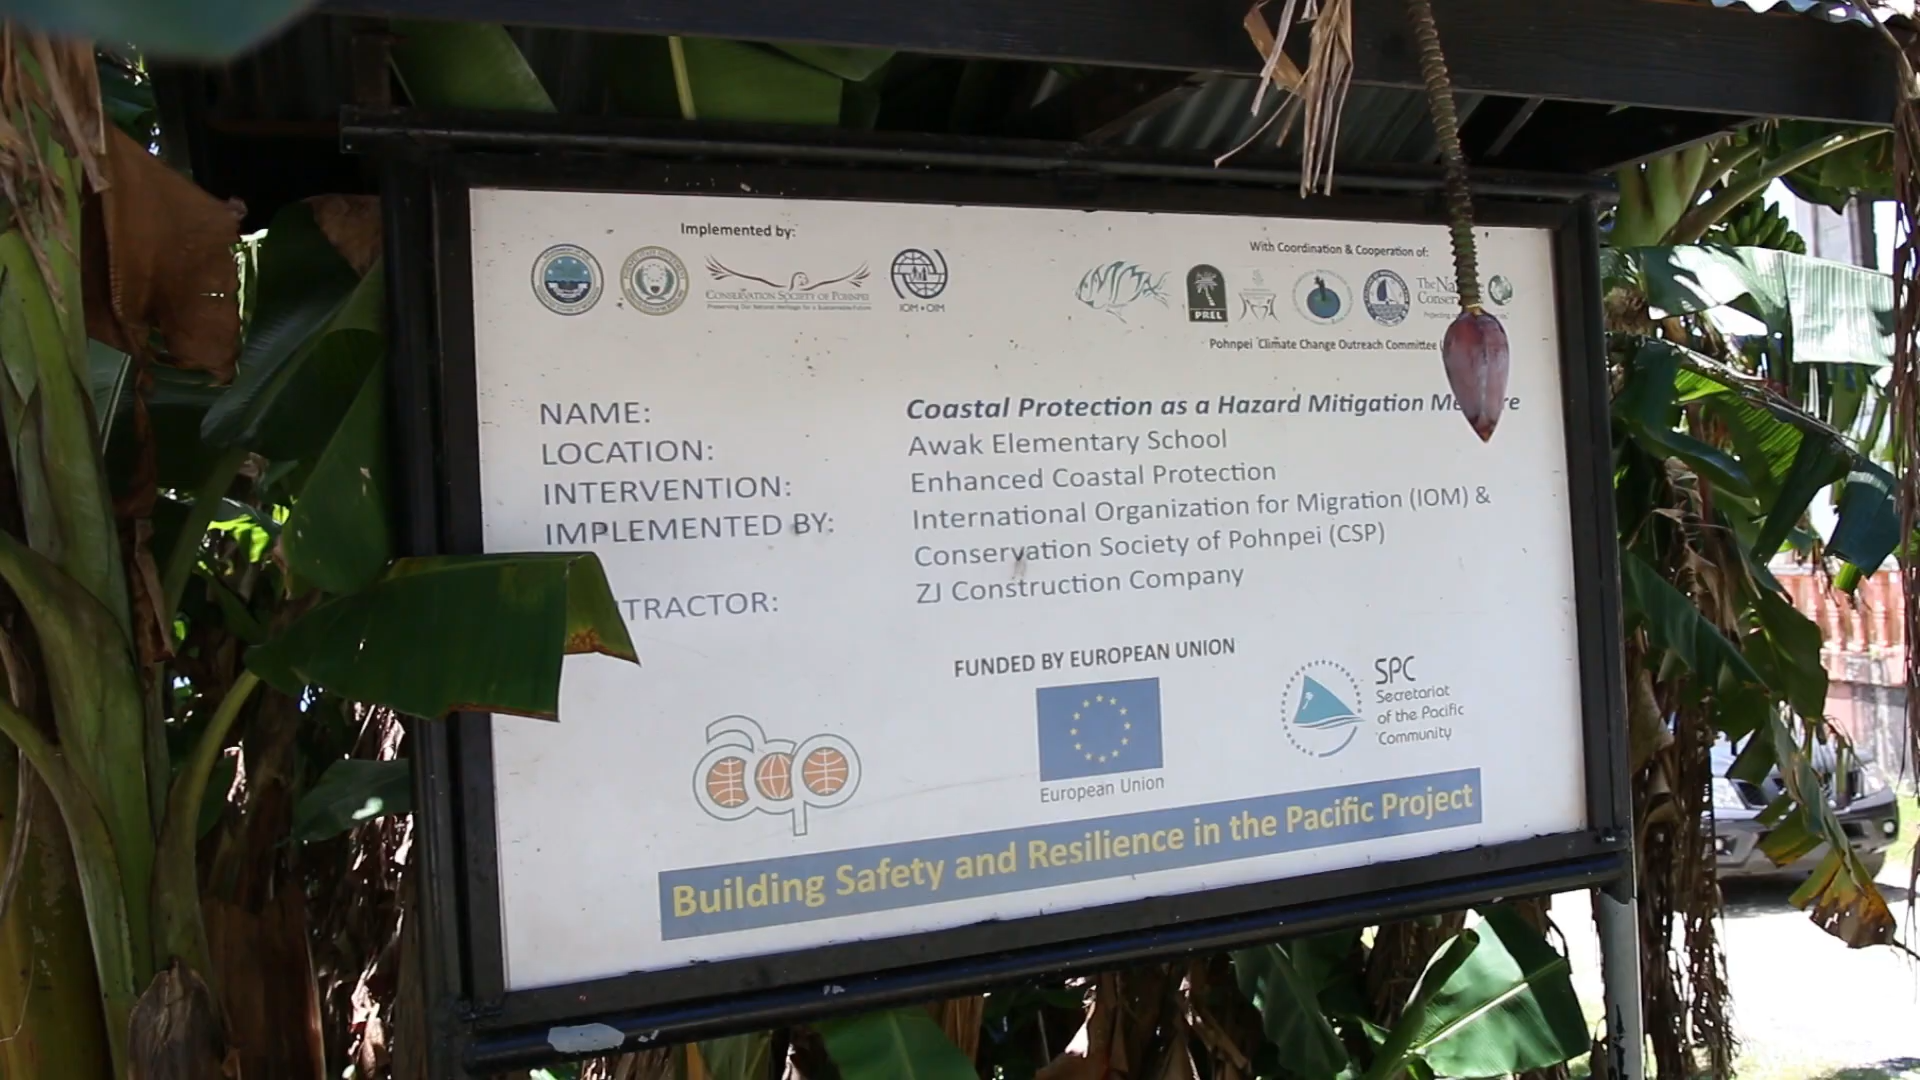 Implemented by:
With Coordination & Cooperation of:
CONSERVATION SOCIETY OF POHNPEI
Preserving Our Natural Heritage for a Sustainable Future
IOM • OIM
PREL
The
Pohnpei Climate Change Outreach Committee
NAME: Coastal Protection as a Hazard Mitigation
LOCATION: Awak Elementary School
INTERVENTION: Enhanced Coastal Protection
IMPLEMENTED BY: International Organization for Migration (IOM) &
Conservation Society of Pohnpei (CSP)
TRACTOR: ZJ Construction Company
FUNDED BY EUROPEAN UNION
acp
European Union
SPC
Secretariat
of the Pacific
Community
Building Safety and Resilience in the Pacific Project